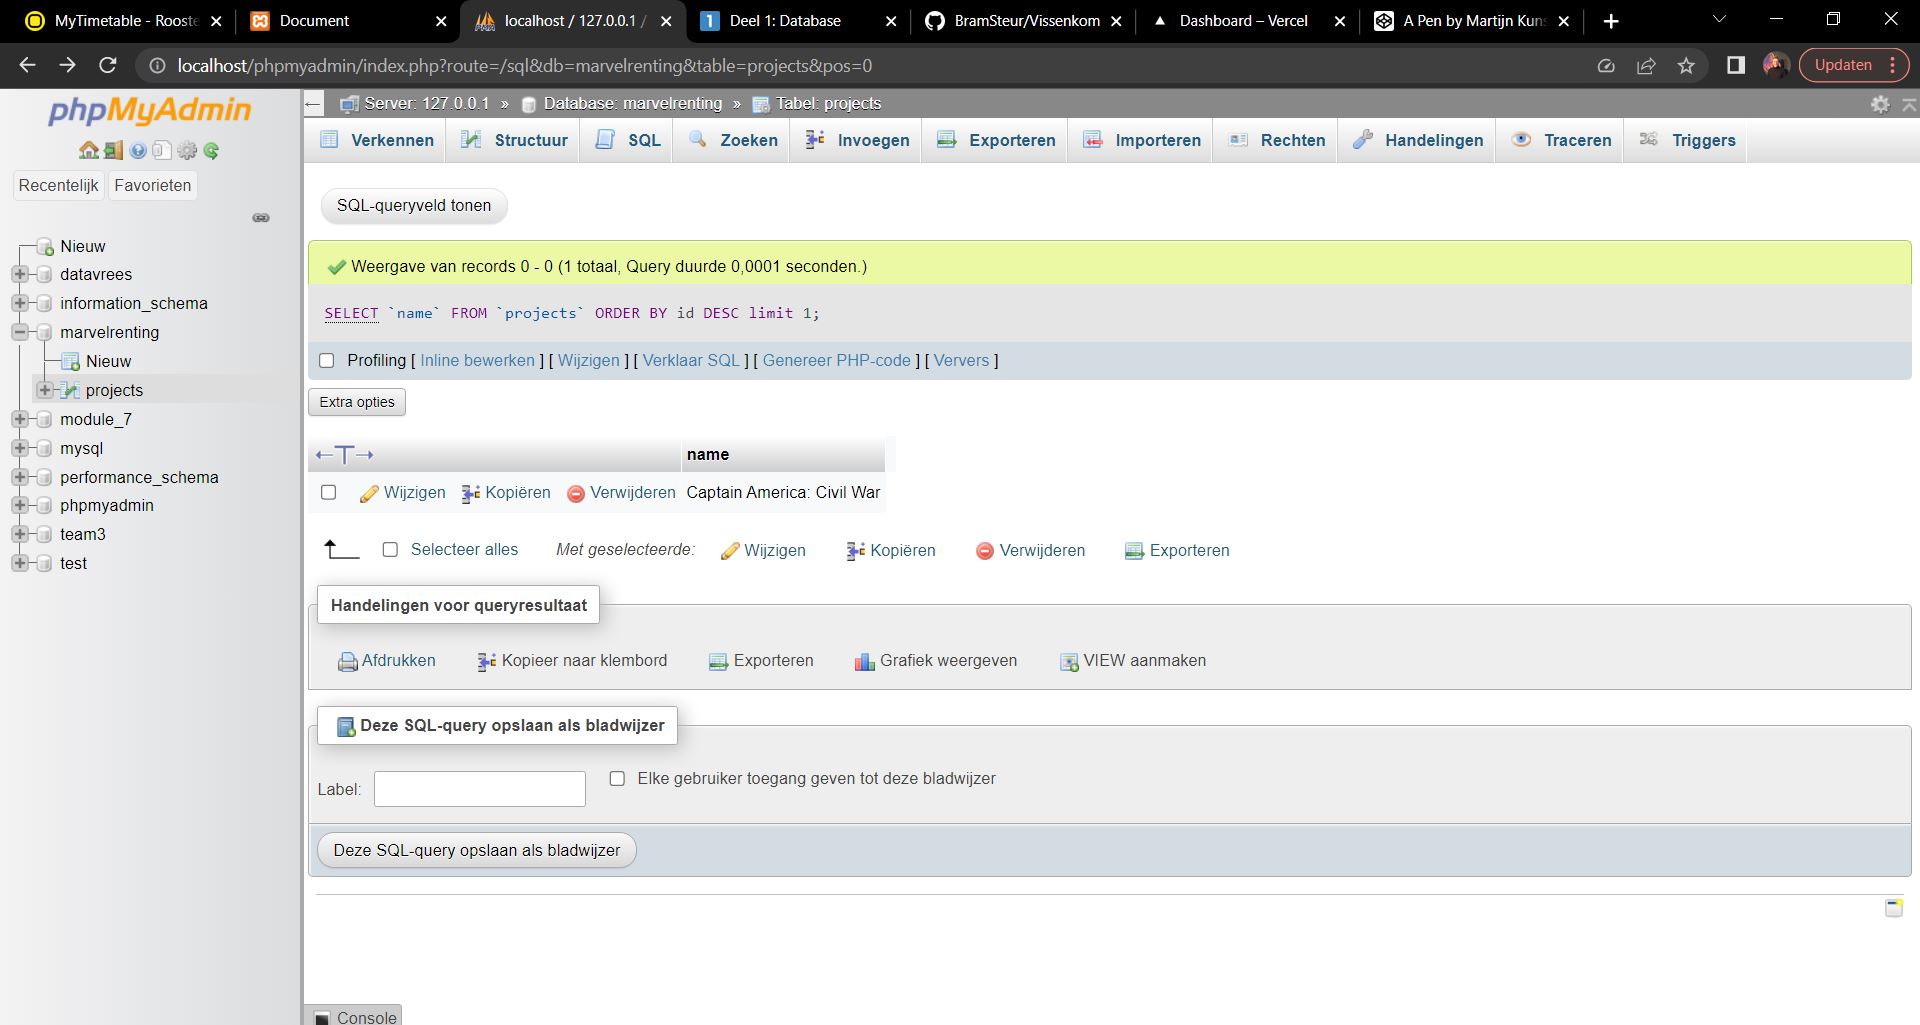 MyTimetable - Rooste
Document
localhost / 127.0.0.1 /
Deel 1: Database
BramSteur/Vissenkom
Dashboard – Vercel
A Pen by Martijn Kuns
localhost/phpmyadmin/index.php?route=/sql&db=marvelrenting&table=projects&pos=0
Updaten
phpMyAdmin
Recentelijk
Favorieten
Nieuw
datavrees
information_schema
marvelrenting
Nieuw
projects
module_7
mysql
performance_schema
phpmyadmin
team3
test
Server: 127.0.0.1 » Database: marvelrenting » Tabel: projects
Verkennen
Structuur
SQL
Zoeken
Invoegen
Exporteren
Importeren
Rechten
Handelingen
Traceren
Triggers
SQL-queryveld tonen
Weergave van records 0 - 0 (1 totaal, Query duurde 0,0001 seconden.)
SELECT `name` FROM `projects` ORDER BY id DESC limit 1;
Profiling [ Inline bewerken ] [ Wijzigen ] [ Verklaar SQL ] [ Genereer PHP-code ] [ Ververs ]
Extra opties
←T→
name
Wijzigen Kopiëren Verwijderen Captain America: Civil War
Selecteer alles Met geselecteerde: Wijzigen Kopiëren Verwijderen Exporteren
Handelingen voor queryresultaat
Afdrukken Kopieer naar klembord Exporteren Grafiek weergeven VIEW aanmaken
Deze SQL-query opslaan als bladwijzer
Label:
Elke gebruiker toegang geven tot deze bladwijzer
Deze SQL-query opslaan als bladwijzer
Console